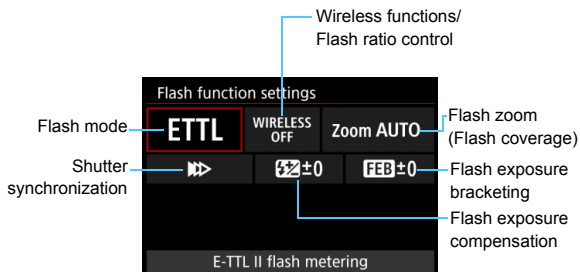 Wireless functions/
Flash ratio control
Flash function settings
Flash mode
ETTL
WIRELESS
OFF
Zoom AUTO
Flash zoom
(Flash coverage)
Shutter
synchronization
±0
FEB ±0
Flash exposure
bracketing
Flash exposure
compensation
E-TTL II flash metering